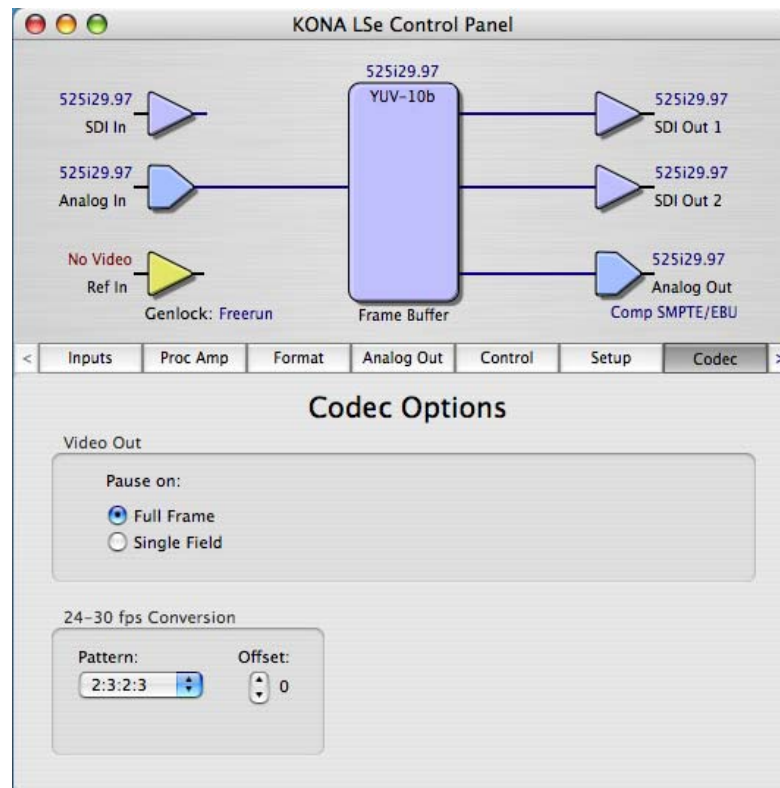 KONA LSe Control Panel
525i29.97
YUV-10b
525i29.97
SDI In
525i29.97
SDI Out 1
525i29.97
Analog In
525i29.97
SDI Out 2
No Video
Ref In
525i29.97
Analog Out
Genlock: Freerun
Frame Buffer
Comp SMPTE/EBU
< Inputs Proc Amp Format Analog Out Control Setup Codec >
Codec Options
Video Out
Pause on:
Full Frame
Single Field
24-30 fps Conversion
Pattern: Offset:
2:3:2:3 0